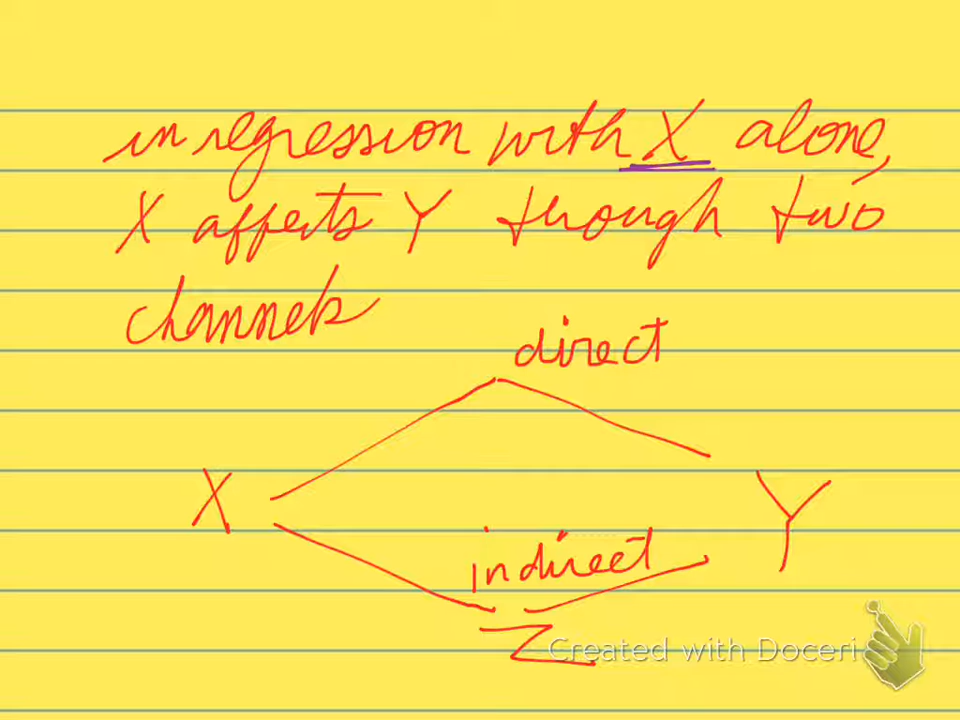 in regression with X alone,
X affects Y through two
channels
direct
X
Y
indirect
Z
Created with Doceri